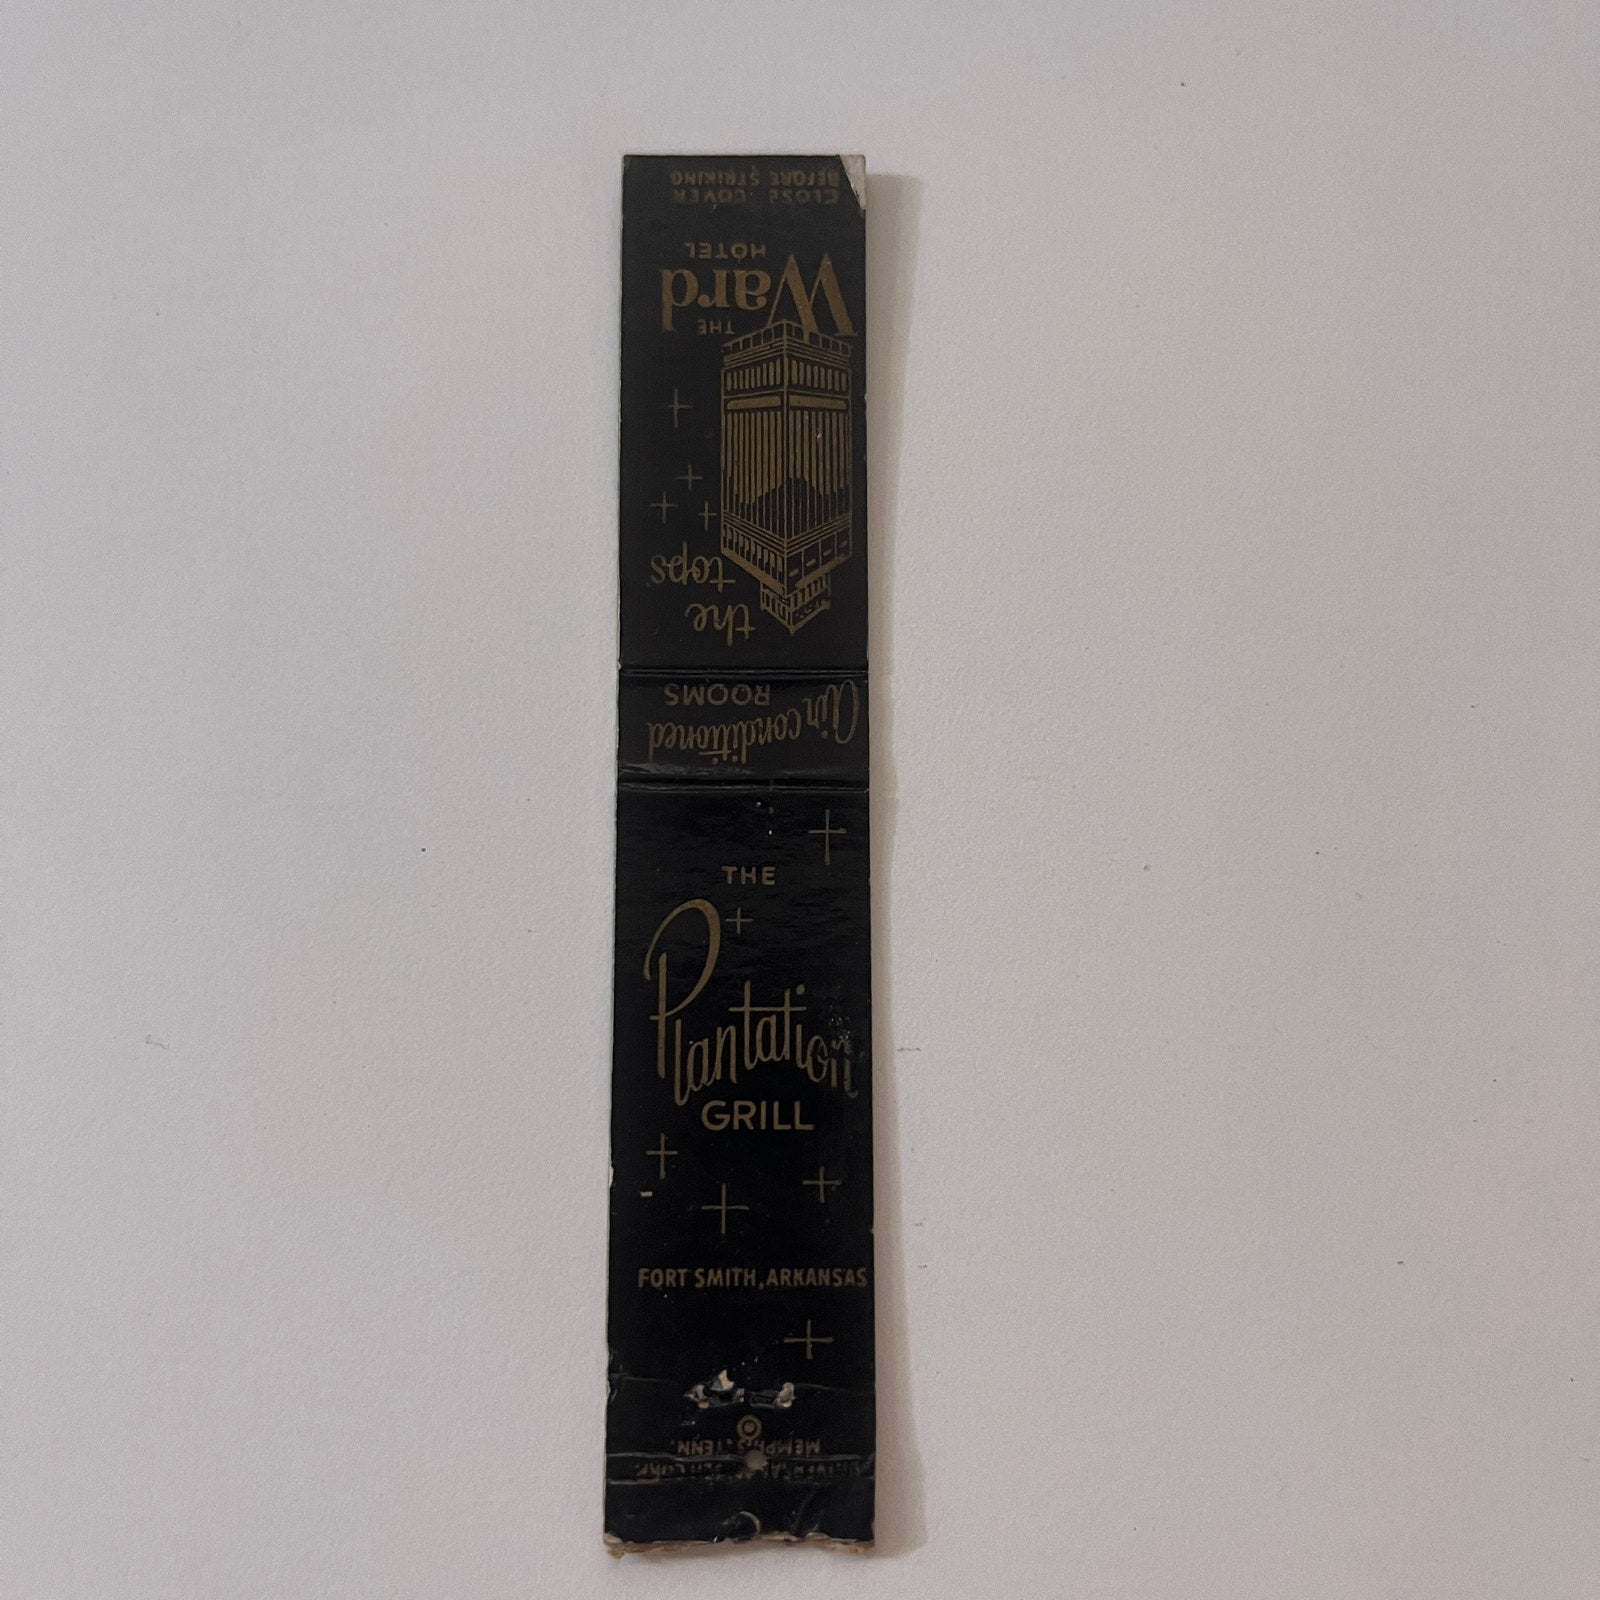 CLOSE COVER
BEFORE STRIKING
HOTEL
Ward
THE
the
tops
Air conditioned
ROOMS
THE
Plantation
GRILL
FORT SMITH, ARKANSAS
MEMPHIS, TENN.